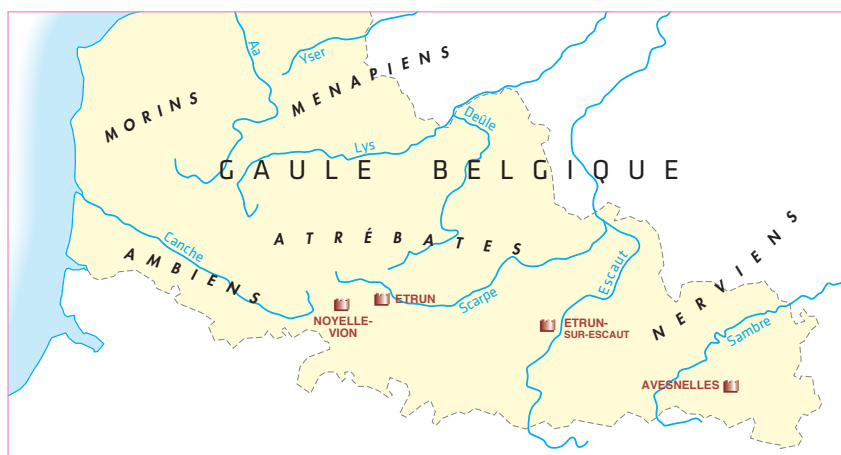 Aa
Yser
MENAPIENS
MORINS
Deûle
Lys
GAULE BELGIQUE
ATRÉBATES
Canche
AMBIENS
NERVIENS
Escaut
ETRUN
Scarpe
NOYELLE-
VION
ETRUN-
SUR-ESCAUT
Sambre
AVESNELLES